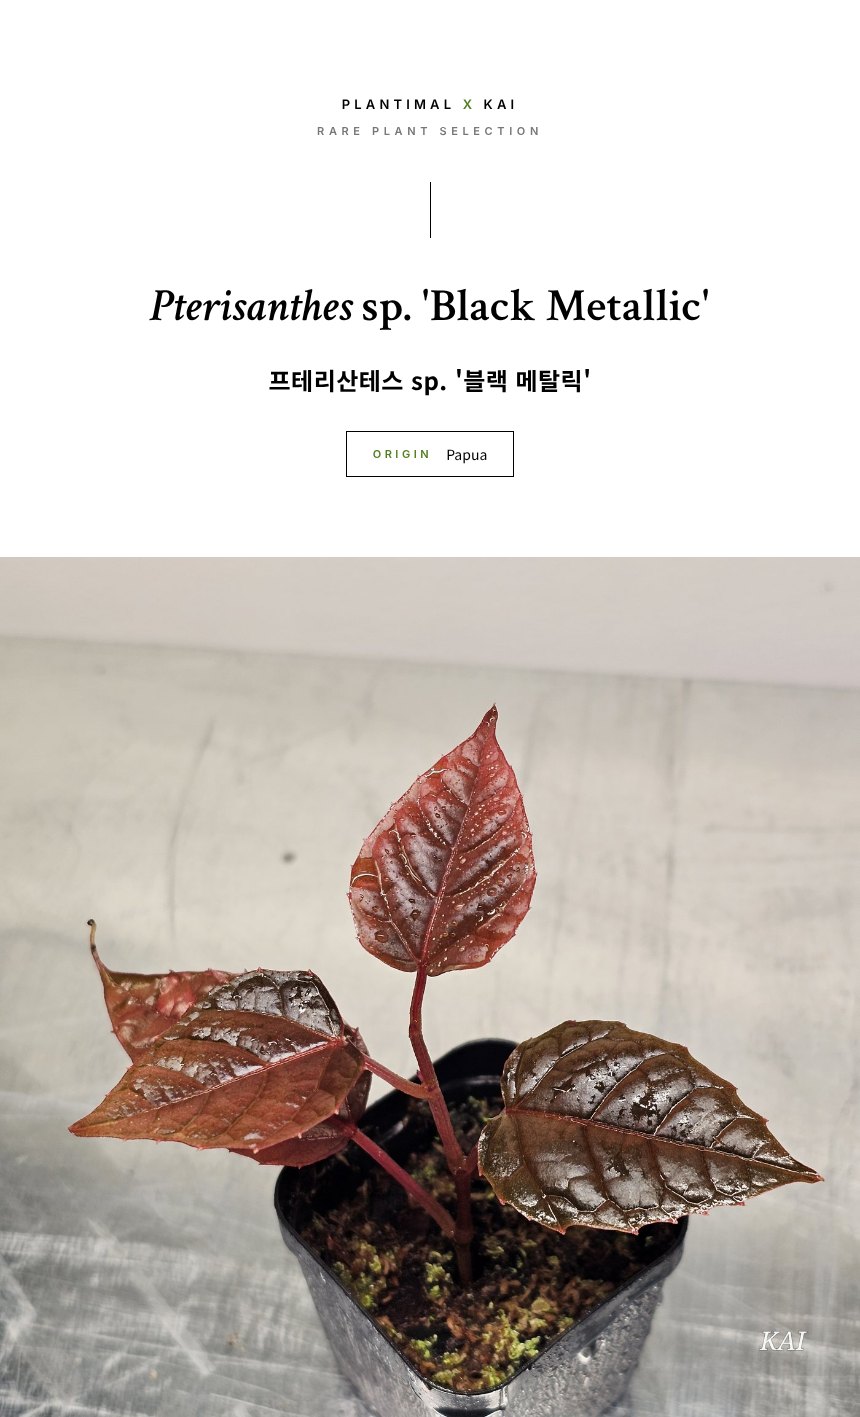 PLANTIMAL X KAI
RARE PLANT SELECTION
Pterisanthes sp. 'Black Metallic'
프테리산테스 sp. '블랙 메탈릭'
ORIGIN Papua
KAI